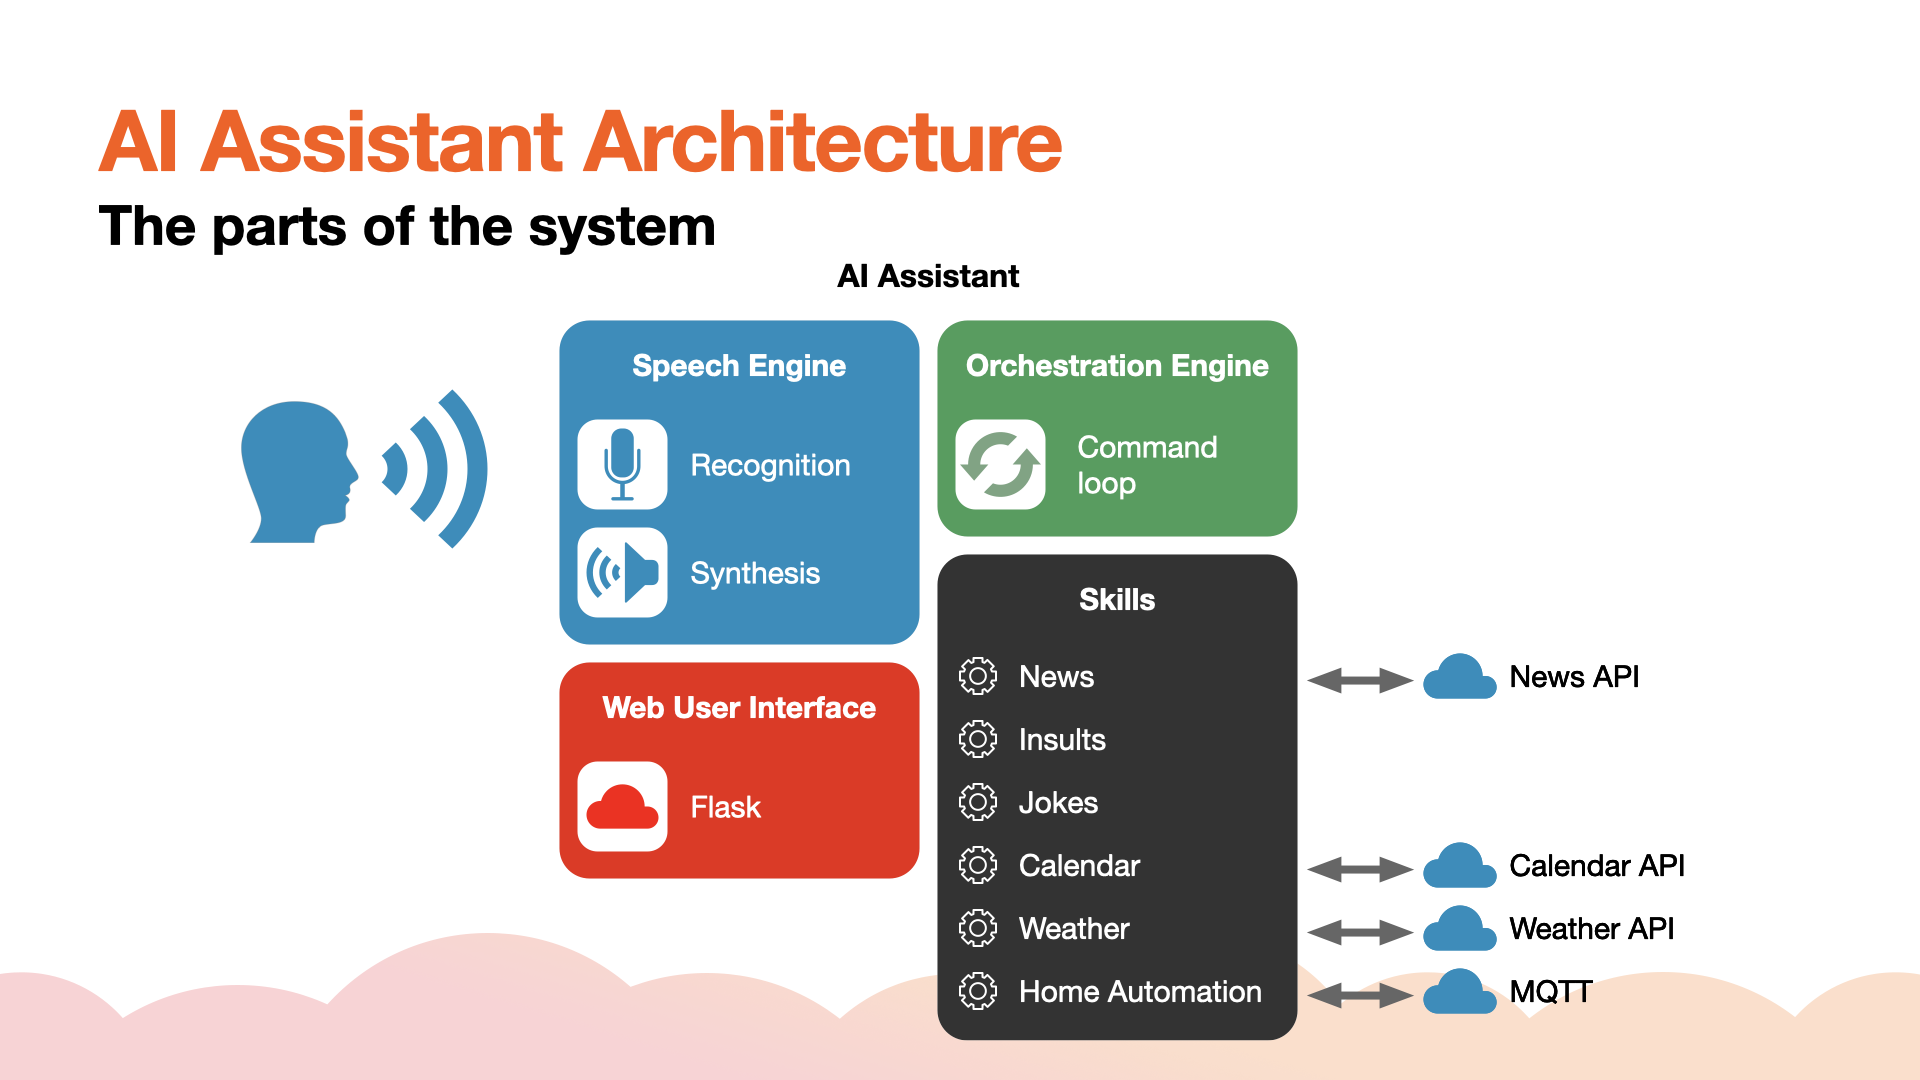 AI Assistant Architecture
The parts of the system
AI Assistant
Speech Engine
Recognition
Synthesis
Web User Interface
Flask
Orchestration Engine
Command
loop
Skills
News
Insults
Jokes
Calendar
Weather
Home Automation
News API
Calendar API
Weather API
MQTT